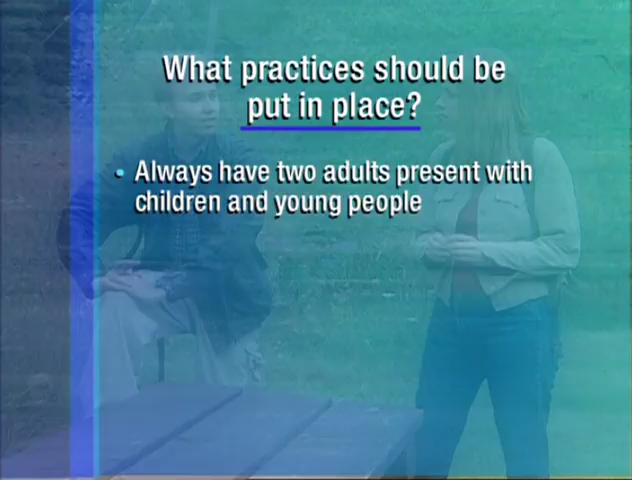 What practices should be
put in place?
• Always have two adults present with
children and young people